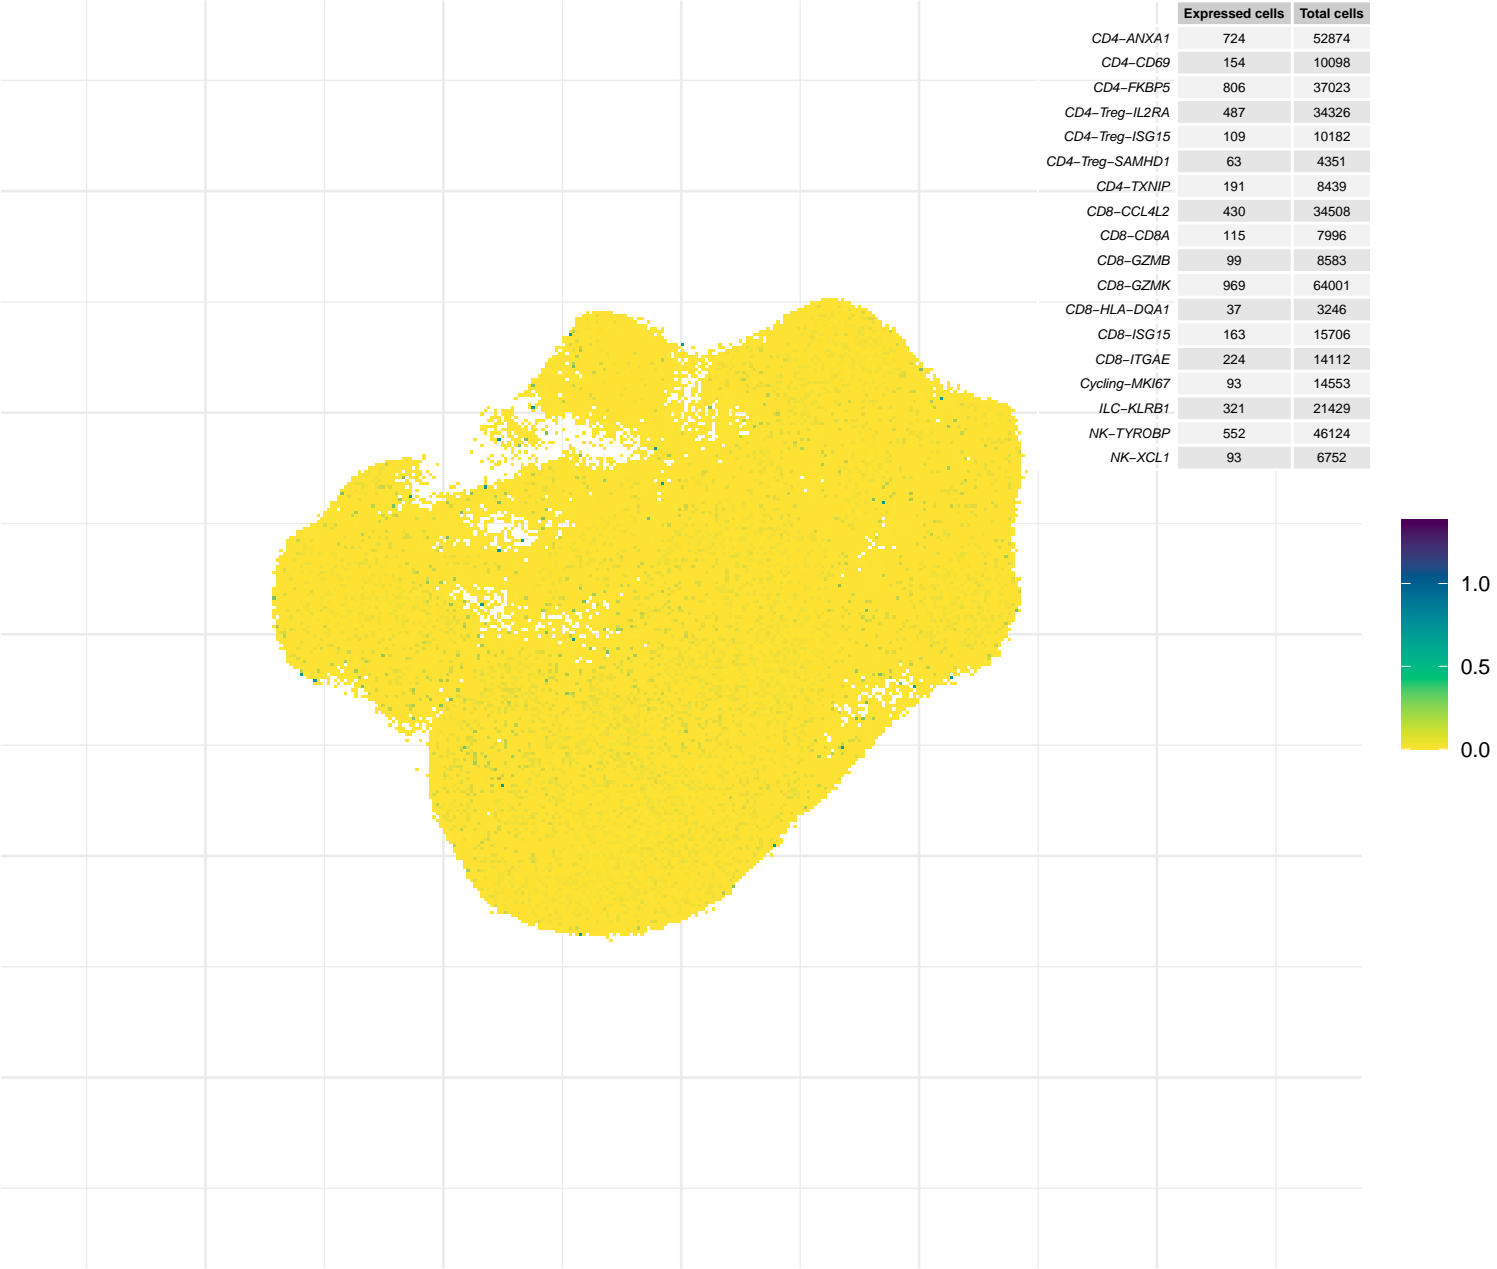 Expressed cells Total cells
CD4−ANXA1 724 52874
CD4−CD69 154 10098
CD4−FKBP5 806 37023
CD4−Treg−IL2RA 487 34326
CD4−Treg−ISG15 109 10182
CD4−Treg−SAMHD1 63 4351
CD4−TXNIP 191 8439
CD8−CCL4L2 430 34508
CD8−CD8A 115 7996
CD8−GZMB 99 8583
CD8−GZMK 969 64001
CD8−HLA−DQA1 37 3246
CD8−ISG15 163 15706
CD8−ITGAE 224 14112
Cycling−MKI67 93 14553
ILC−KLRB1 321 21429
NK−TYROBP 552 46124
NK−XCL1 93 6752
1.0
0.5
0.0